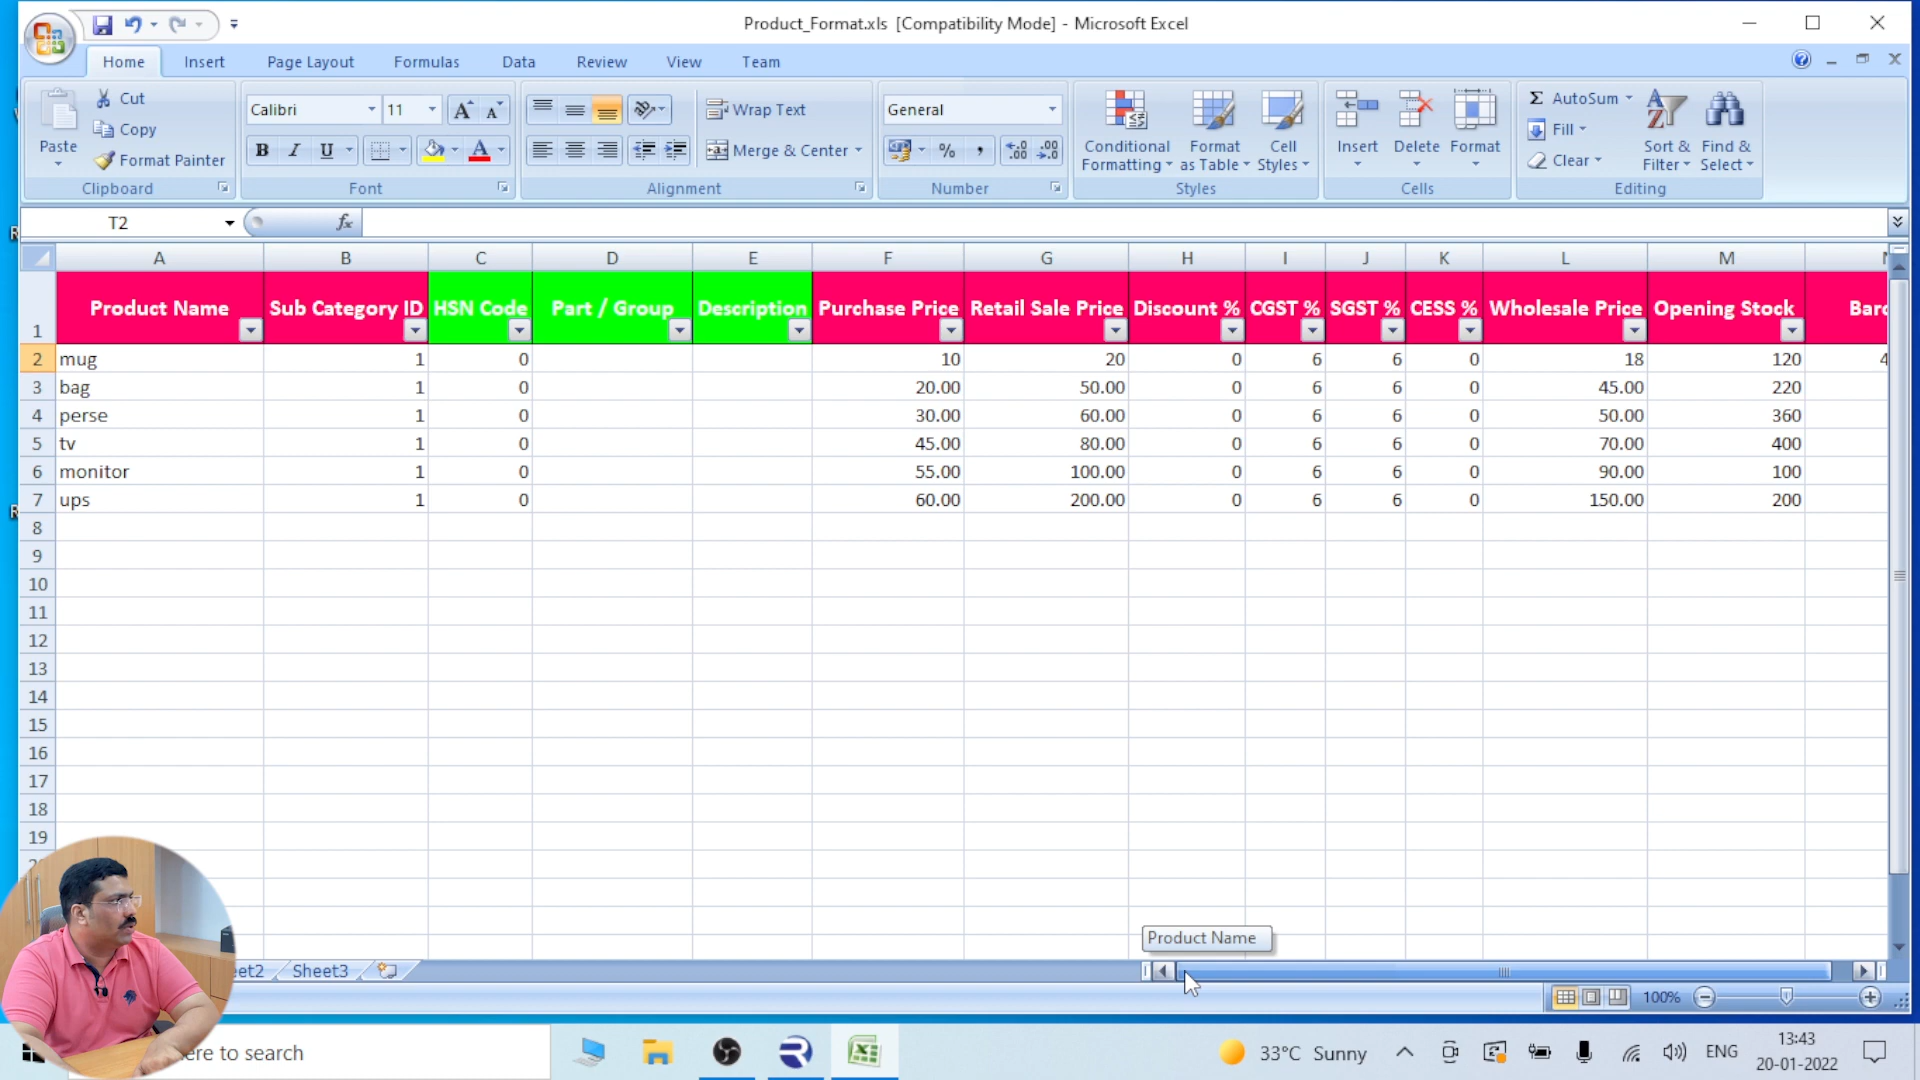 Product_Format.xls [Compatibility Mode] - Microsoft Excel
Home Insert Page Layout Formulas Data Review View Team
Paste
Cut
Copy
Format Painter
Clipboard
Calibri 11
B I U A
Font
Wrap Text
Merge & Center
Alignment
General
% ,
Number
Conditional Formatting
Format as Table
Cell Styles
Styles
Insert Delete Format
Cells
Σ AutoSum
Fill
Clear
Sort & Filter
Find & Select
Editing
T2 fx
A B C D E F G H I J K L M
1 Product Name Sub Category ID HSN Code Part / Group Description Purchase Price Retail Sale Price Discount % CGST % SGST % CESS % Wholesale Price Opening Stock Barc
2 mug 1 0 10 20 0 6 6 0 18 120 4
3 bag 1 0 20.00 50.00 0 6 6 0 45.00 220
4 perse 1 0 30.00 60.00 0 6 6 0 50.00 360
5 tv 1 0 45.00 80.00 0 6 6 0 70.00 400
6 monitor 1 0 55.00 100.00 0 6 6 0 90.00 100
7 ups 1 0 60.00 200.00 0 6 6 0 150.00 200
8
9
10
11
12
13
14
15
16
17
18
19
Product Name
eet2 Sheet3
100%
ere to search
33°C Sunny
ENG
13:43
20-01-2022